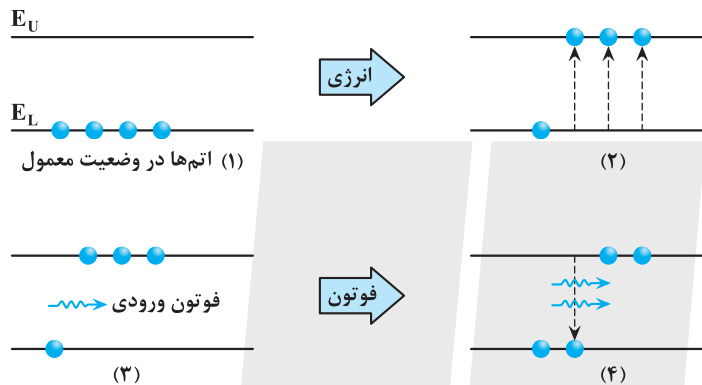 E_U
انرژی
E_L
(۱) اتم‌ها در وضعیت معمول
(۲)
فوتون ورودی
فوتون
(۳)
(۴)